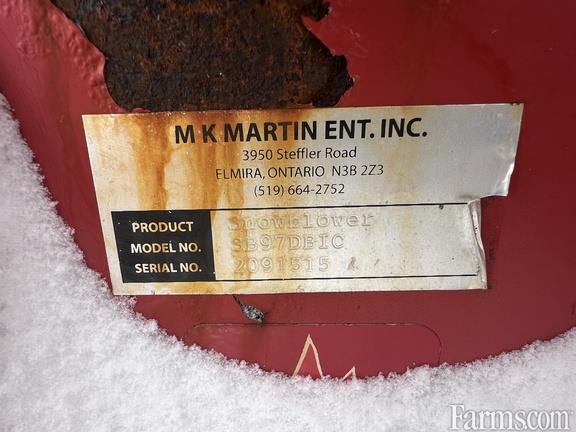 M K MARTIN ENT. INC.
3950 Steffler Road
ELMIRA, ONTARIO N3B 2Z3
(519) 664-2752
PRODUCT Snowblower
MODEL NO. SB97DBIC
SERIAL NO. 2091515
Farms.com